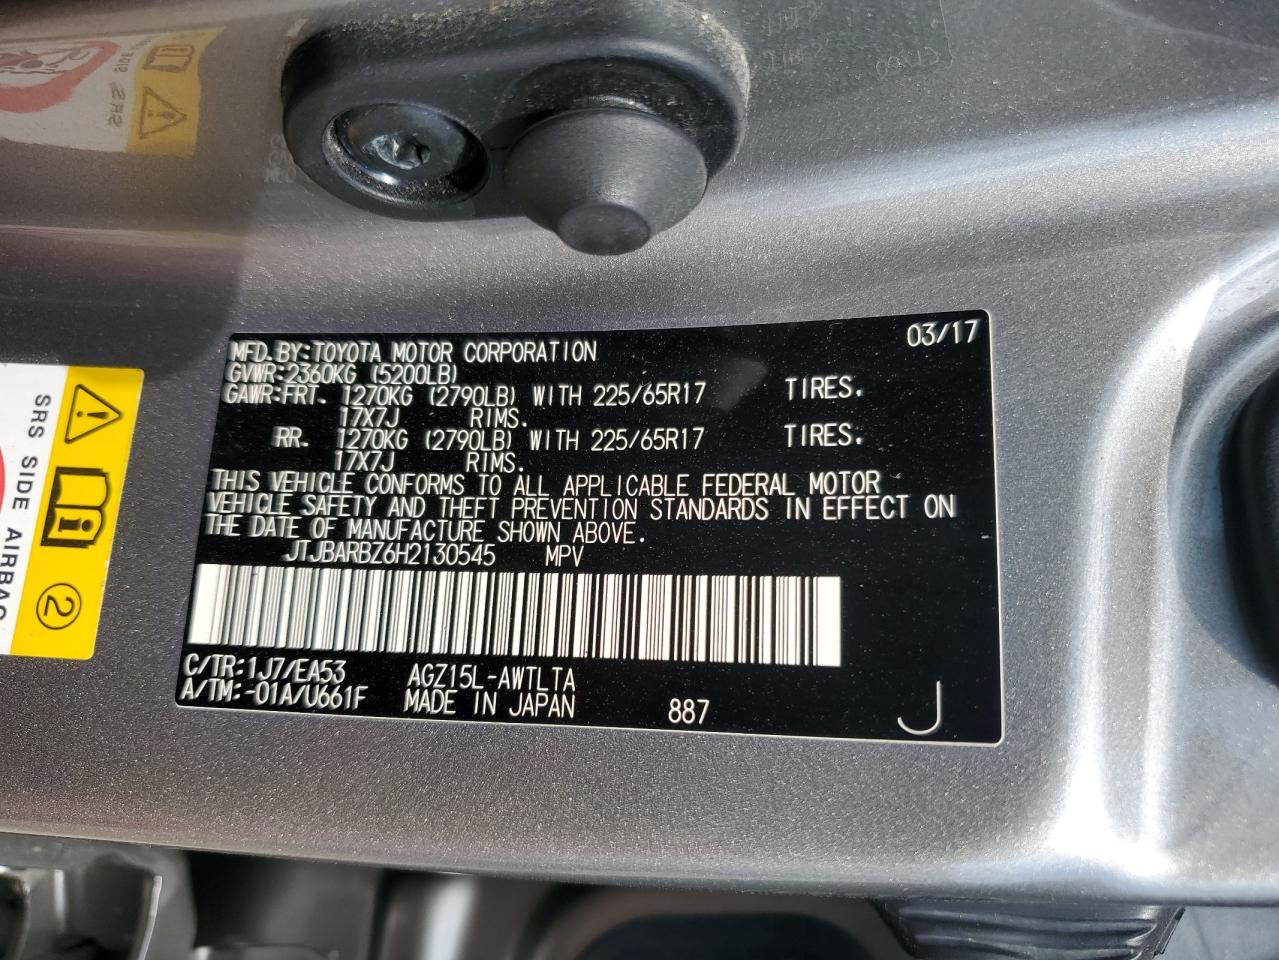 03/17
MFD.BY:TOYOTA MOTOR CORPORATION
GVWR:2360KG (5200LB)
GAWR:FRT. 1270KG (2790LB) WITH 225/65R17 TIRES.
17X7J RIMS.
RR. 1270KG (2790LB) WITH 225/65R17 TIRES.
17X7J RIMS.
THIS VEHICLE CONFORMS TO ALL APPLICABLE FEDERAL MOTOR
VEHICLE SAFETY AND THEFT PREVENTION STANDARDS IN EFFECT ON
THE DATE OF MANUFACTURE SHOWN ABOVE.
JTJBARBZ6H2130545 MPV
C/TR:1J7/EA53 AGZ15L-AWTLTA
A/TM:-01A/U661F MADE IN JAPAN 887 J
SRS SIDE AIRBAG
2